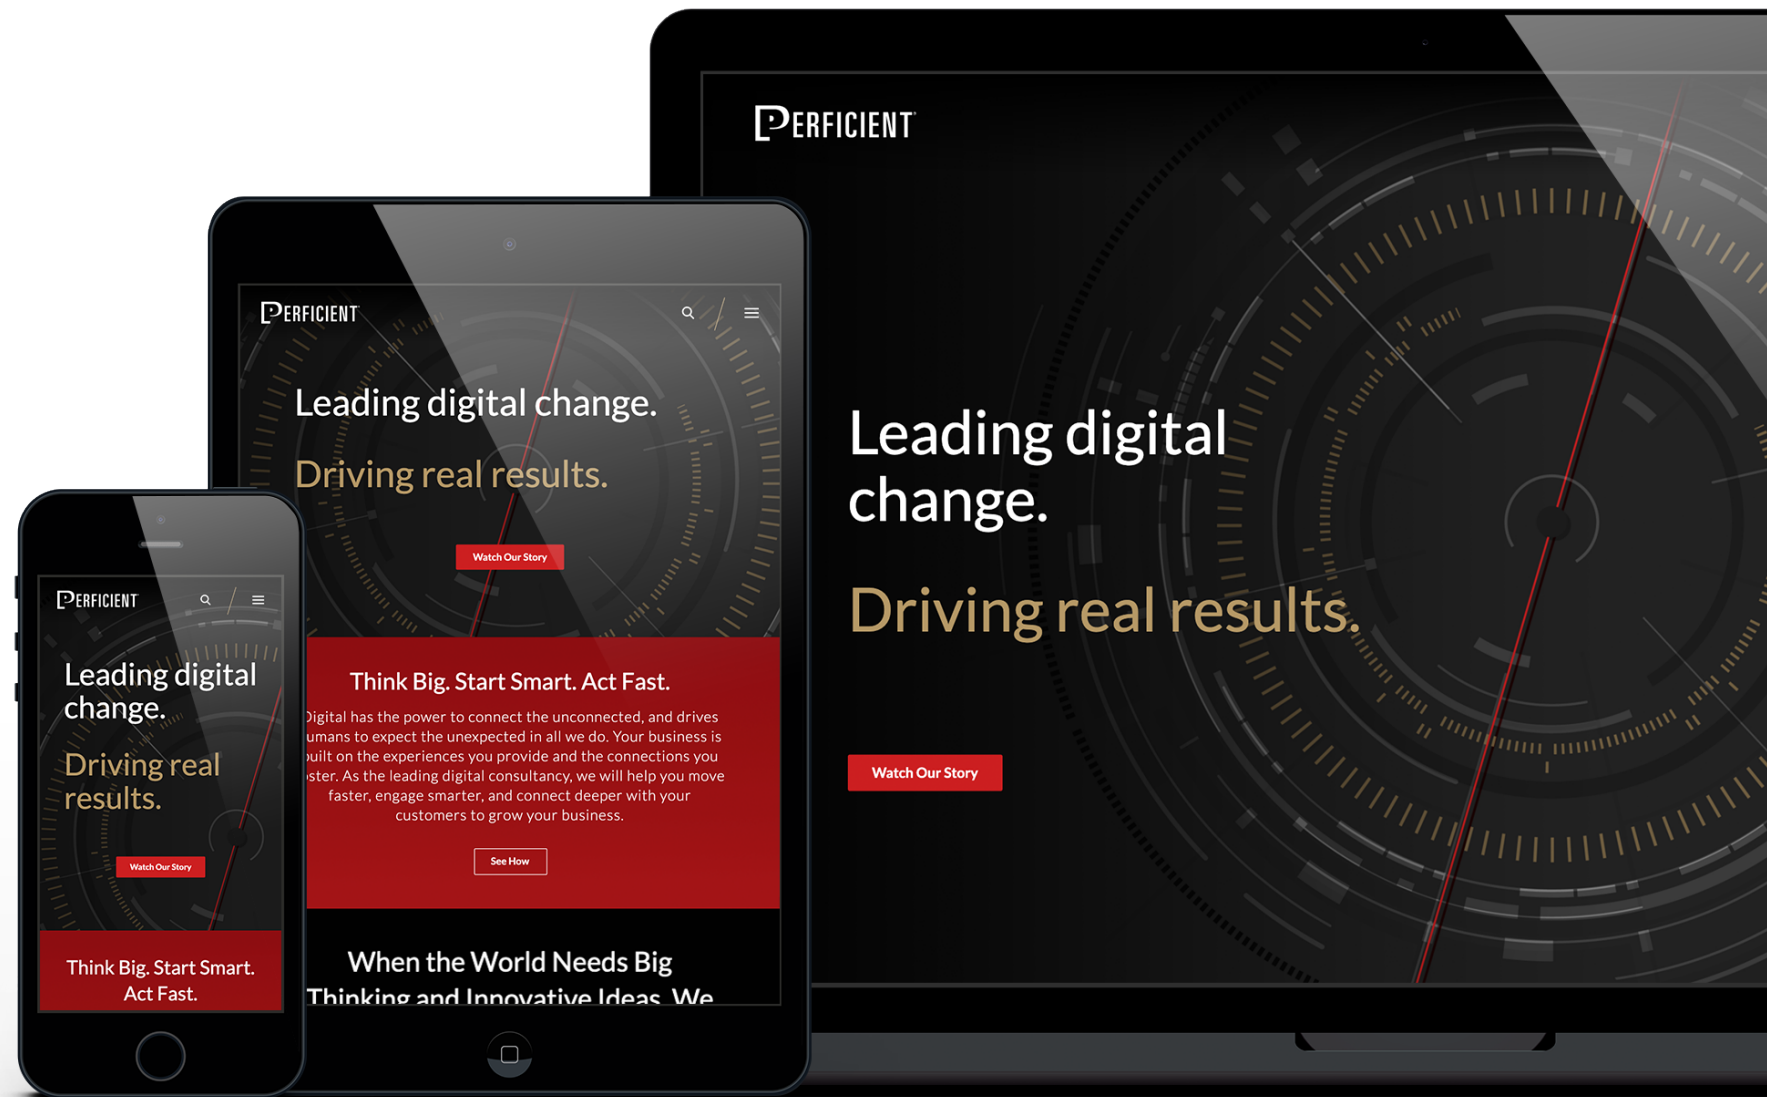 PERFICIENT
Leading digital
change.
Driving real results.
Watch Our Story
PERFICIENT
Leading digital change.
Driving real results.
Watch Our Story
Think Big. Start Smart. Act Fast.
Digital has the power to connect the unconnected, and drives
umans to expect the unexpected in all we do. Your business is
uilt on the experiences you provide and the connections you
ster. As the leading digital consultancy, we will help you move
faster, engage smarter, and connect deeper with your
customers to grow your business.
See How
When the World Needs Big
Thinking and Innovative Ideas, We
PERFICIENT
Leading digital
change.
Driving real
results.
Watch Our Story
Think Big. Start Smart.
Act Fast.